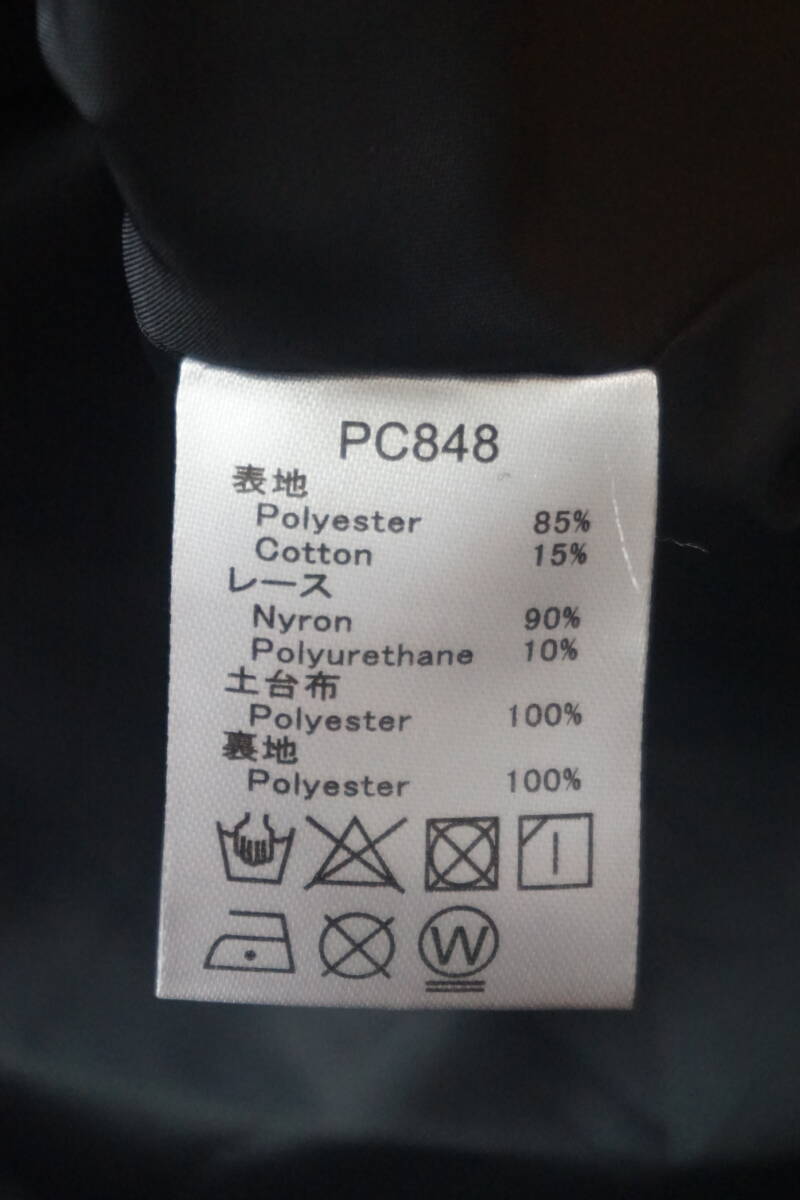 PC848
表地
Polyester 85%
Cotton 15%
レース
Nyron 90%
Polyurethane 10%
土台布
Polyester 100%
裏地
Polyester 100%
W